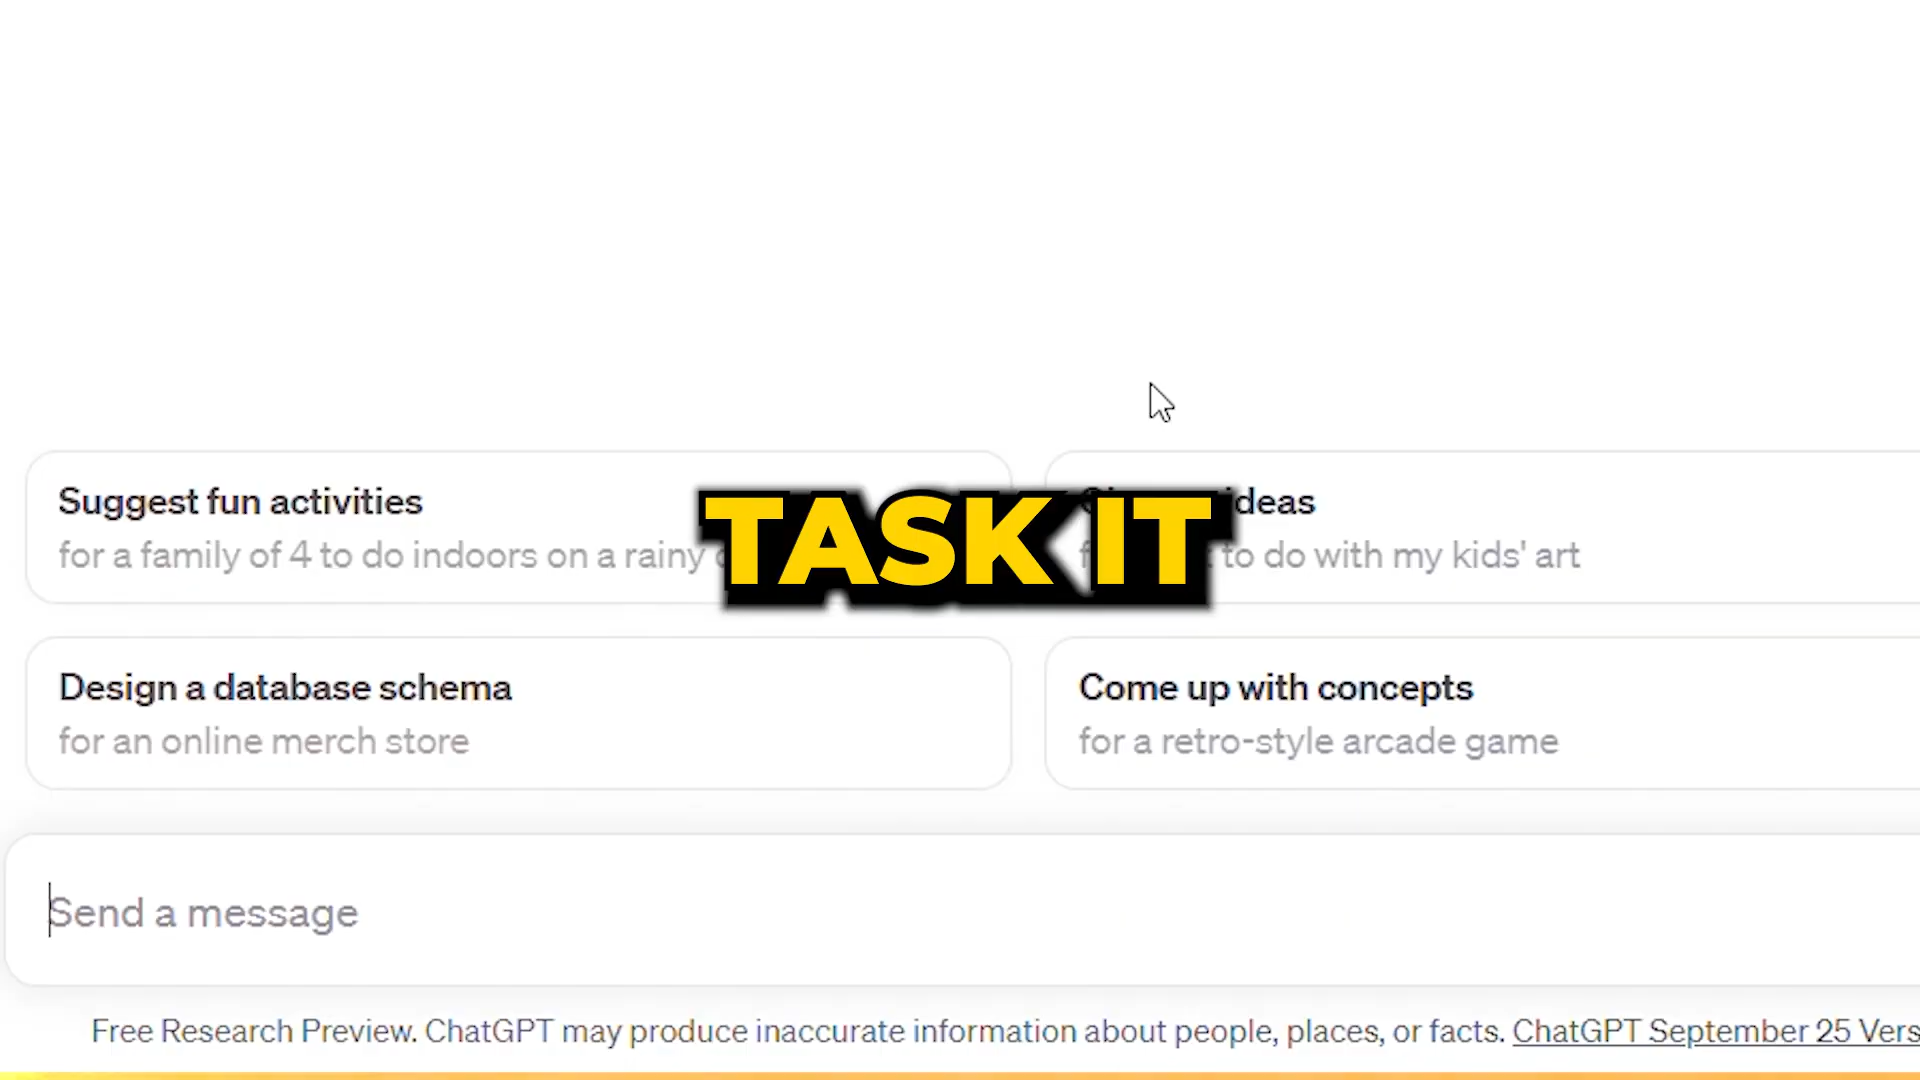 Suggest fun activities
for a family of 4 to do indoors on a rainy
TASK IT
ideas
to do with my kids' art
Design a database schema
for an online merch store
Come up with concepts
for a retro-style arcade game
Send a message
Free Research Preview. ChatGPT may produce inaccurate information about people, places, or facts. ChatGPT September 25 Vers